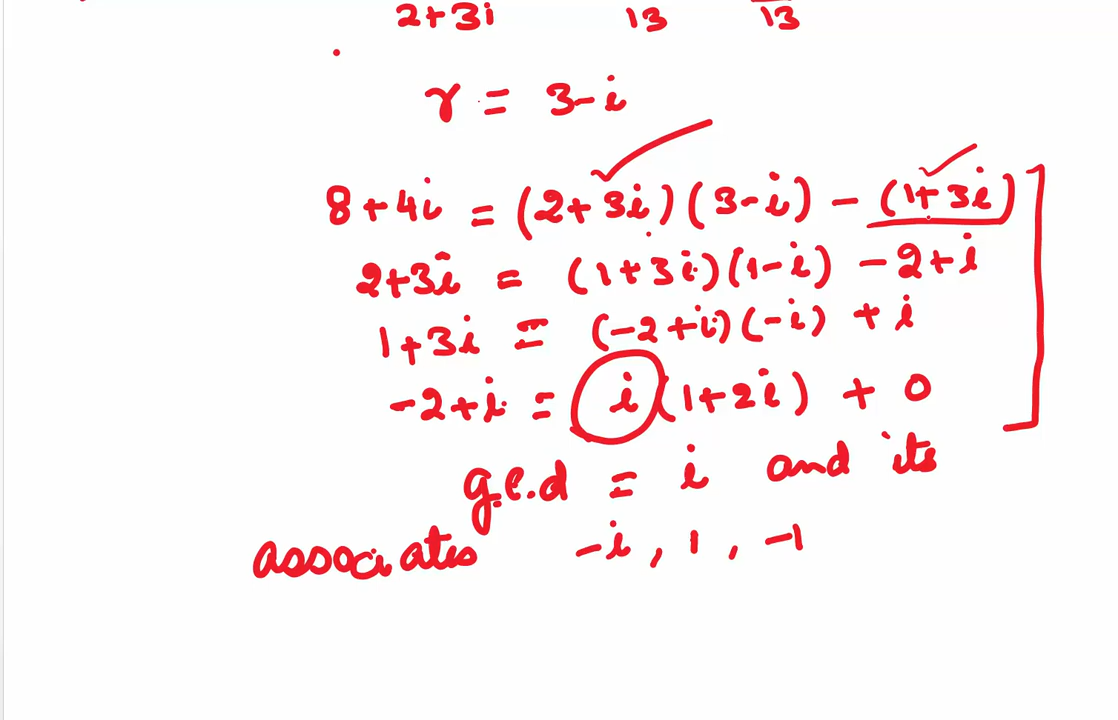 2+3i 13 13
γ = 3-i
8+4i = (2+3i)(3-i) - (1+3i)
2+3i = (1+3i)(1-i) -2+i
1+3i = (-2+i)(-i) + i
-2+i = i(1+2i) + 0
g.c.d = i and its
associates -i, 1, -1